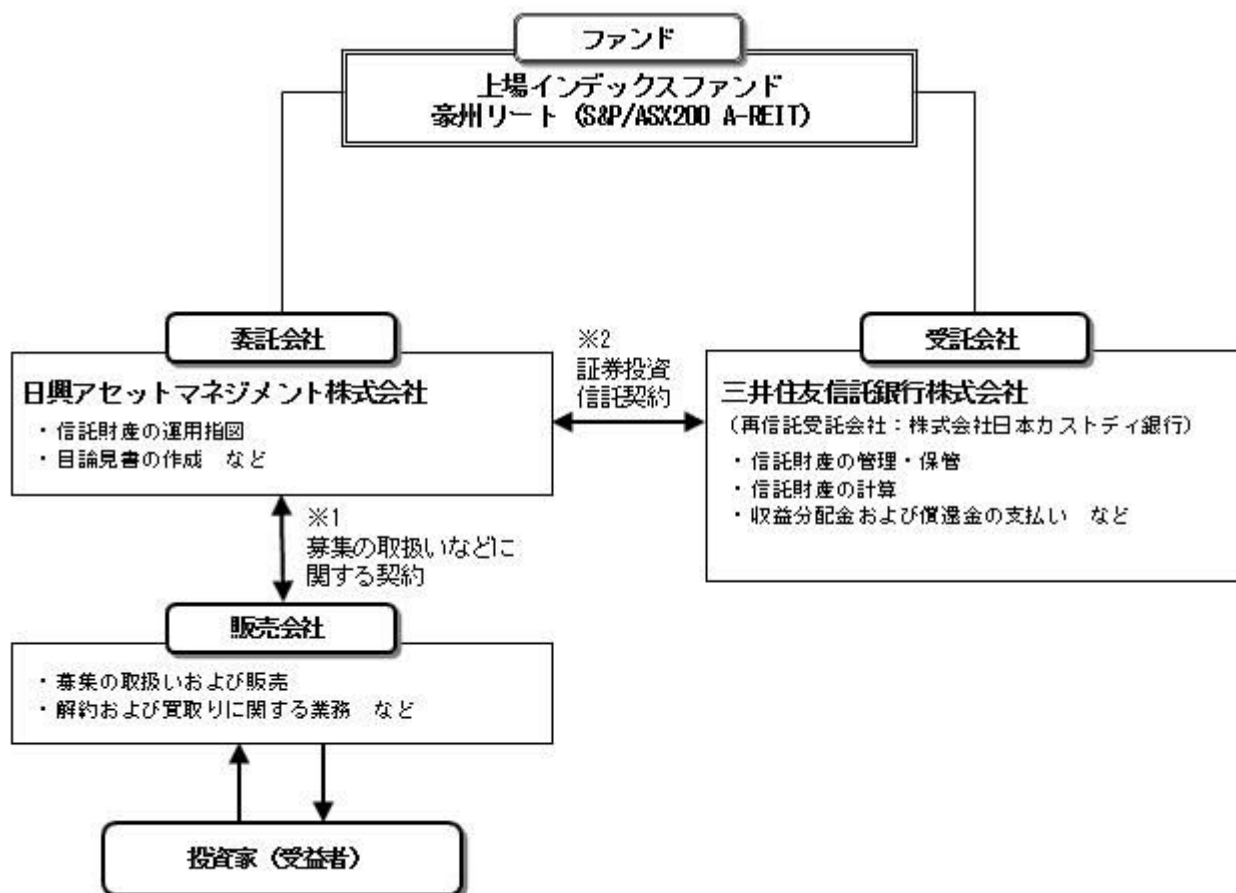 ファンド
上場インデックスファンド
豪州リート（S&P/ASX200 A-REIT）
委託会社
日興アセットマネジメント株式会社
・信託財産の運用指図
・目論見書の作成　など
※2
証券投資
信託契約
受託会社
三井住友信託銀行株式会社
（再信託受託会社：株式会社日本カストディ銀行）
・信託財産の管理・保管
・信託財産の計算
・収益分配金および償還金の支払い　など
※1
募集の取扱いなどに
関する契約
販売会社
・募集の取扱いおよび販売
・解約および買取りに関する業務　など
投資家（受益者）